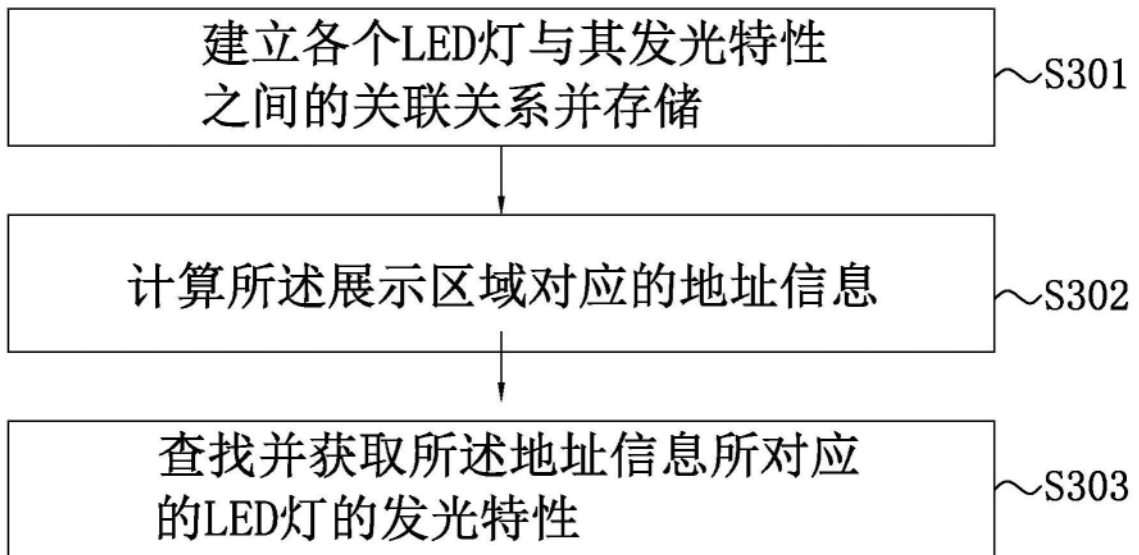 建立各个LED灯与其发光特性
之间的关联关系并存储
S301
计算所述展示区域对应的地址信息
S302
查找并获取所述地址信息所对应
的LED灯的发光特性
S303